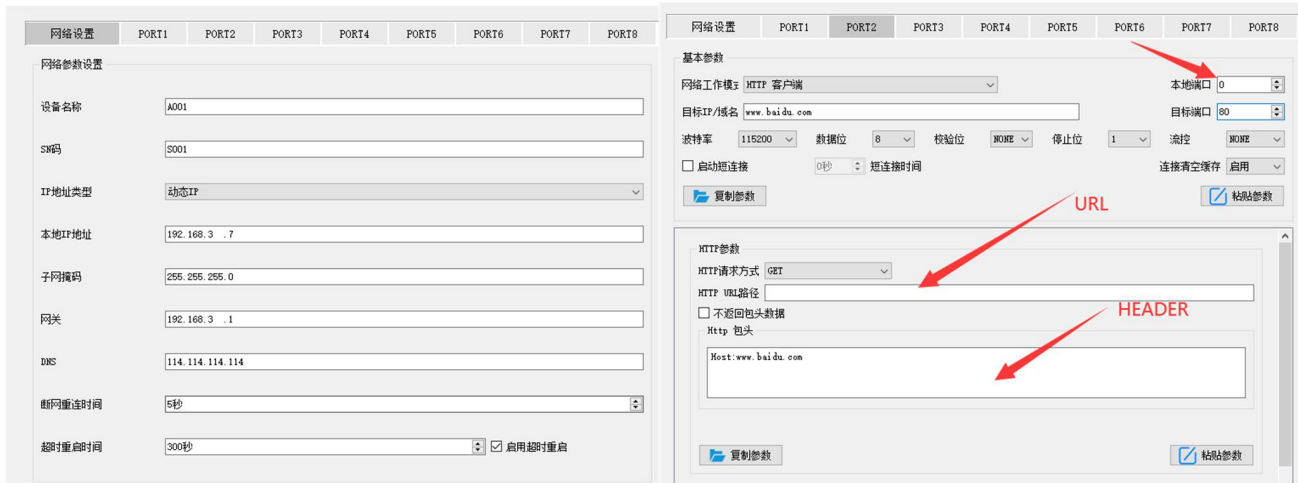 网络设置 PORT1 PORT2 PORT3 PORT4 PORT5 PORT6 PORT7 PORT8
网络参数设置
设备名称 A001
SN码 S001
IP地址类型 动态IP
本地IP地址 192.168.3 .7
子网掩码 255.255.255.0
网关 192.168.3 .1
DNS 114.114.114.114
断网重连时间 5秒
超时重启时间 300秒 启用超时重启
网络设置 PORT1 PORT2 PORT3 PORT4 PORT5 PORT6 PORT7 PORT8
基本参数
网络工作模式 HTTP 客户端 本地端口 0
目标IP/域名 www.baidu.com 目标端口 80
波特率 115200 数据位 8 校验位 NONE 停止位 1 流控 NONE
启动短连接 0秒 短连接时间 连接清空缓存 启用
复制参数 粘贴参数
URL
HTTP参数
HTTP请求方式 GET
HTTP URL路径
不返回包头数据
HEADER
Http 包头
Host:www.baidu.com
复制参数 粘贴参数